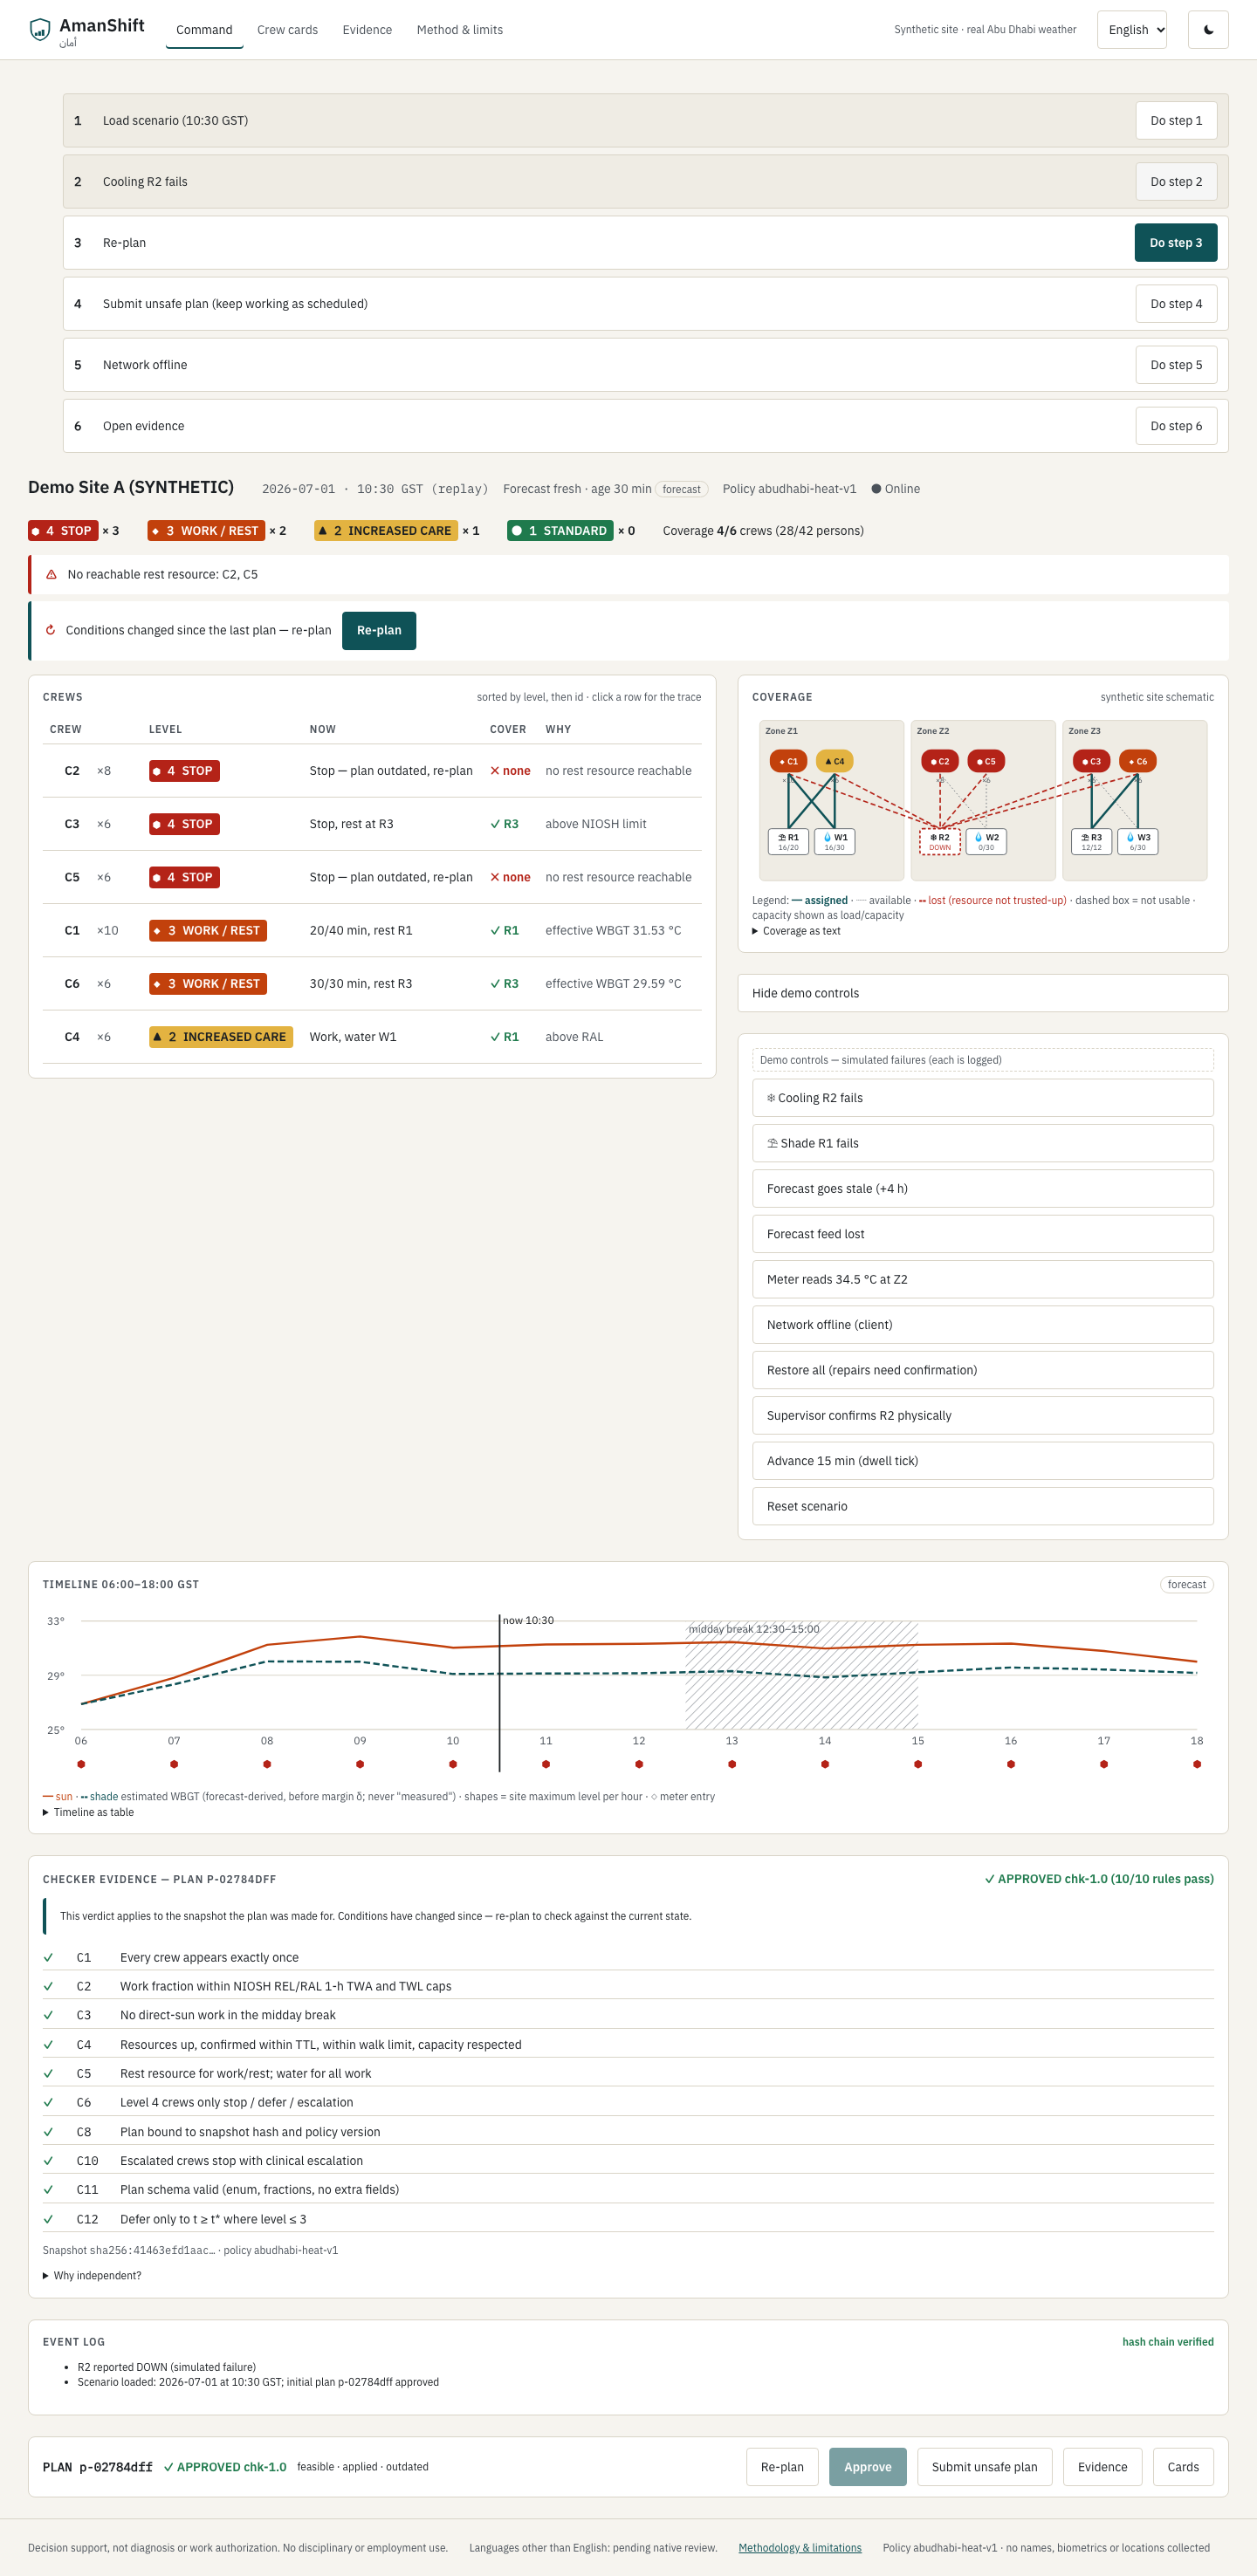 AmanShift
أمان
Command Crew cards Evidence Method & limits
Synthetic site · real Abu Dhabi weather
English
1 Load scenario (10:30 GST) Do step 1
2 Cooling R2 fails Do step 2
3 Re-plan Do step 3
4 Submit unsafe plan (keep working as scheduled) Do step 4
5 Network offline Do step 5
6 Open evidence Do step 6
Demo Site A (SYNTHETIC) 2026-07-01 · 10:30 GST (replay) Forecast fresh · age 30 min forecast Policy abudhabi-heat-v1 ● Online
4 STOP × 3 3 WORK / REST × 2 2 INCREASED CARE × 1 1 STANDARD × 0 Coverage 4/6 crews (28/42 persons)
No reachable rest resource: C2, C5
Conditions changed since the last plan — re-plan Re-plan
CREWS sorted by level, then id · click a row for the trace
CREW LEVEL NOW COVER WHY
C2 ×8 4 STOP Stop — plan outdated, re-plan ✕ none no rest resource reachable
C3 ×6 4 STOP Stop, rest at R3 ✓ R3 above NIOSH limit
C5 ×6 4 STOP Stop — plan outdated, re-plan ✕ none no rest resource reachable
C1 ×10 3 WORK / REST 20/40 min, rest R1 ✓ R1 effective WBGT 31.53 °C
C6 ×6 3 WORK / REST 30/30 min, rest R3 ✓ R3 effective WBGT 29.59 °C
C4 ×6 2 INCREASED CARE Work, water W1 ✓ R1 above RAL
COVERAGE synthetic site schematic
Zone Z1 Zone Z2 Zone Z3
C1 C4 C2 C5 C3 C6
R1 W1 R2 W2 R3 W3
16/20 16/30 DOWN 0/30 12/12 6/30
Legend: — assigned · — available · -- lost (resource not trusted-up) · dashed box = not usable ·
capacity shown as load/capacity
▶ Coverage as text
Hide demo controls
Demo controls — simulated failures (each is logged)
Cooling R2 fails
Shade R1 fails
Forecast goes stale (+4 h)
Forecast feed lost
Meter reads 34.5 °C at Z2
Network offline (client)
Restore all (repairs need confirmation)
Supervisor confirms R2 physically
Advance 15 min (dwell tick)
Reset scenario
TIMELINE 06:00–18:00 GST forecast
33°
now 10:30
midday break 12:30–15:00
29°
25°
06 07 08 09 10 11 12 13 14 15 16 17 18
— sun · -- shade estimated WBGT (forecast-derived, before margin δ; never "measured") · shapes = site maximum level per hour · ◇ meter entry
▶ Timeline as table
CHECKER EVIDENCE — PLAN P-02784DFF ✓ APPROVED chk-1.0 (10/10 rules pass)
This verdict applies to the snapshot the plan was made for. Conditions have changed since — re-plan to check against the current state.
✓ C1 Every crew appears exactly once
✓ C2 Work fraction within NIOSH REL/RAL 1-h TWA and TWL caps
✓ C3 No direct-sun work in the midday break
✓ C4 Resources up, confirmed within TTL, within walk limit, capacity respected
✓ C5 Rest resource for work/rest; water for all work
✓ C6 Level 4 crews only stop / defer / escalation
✓ C8 Plan bound to snapshot hash and policy version
✓ C10 Escalated crews stop with clinical escalation
✓ C11 Plan schema valid (enum, fractions, no extra fields)
✓ C12 Defer only to t ≥ t* where level ≤ 3
Snapshot sha256:41463efd1aac… · policy abudhabi-heat-v1
▶ Why independent?
EVENT LOG hash chain verified
• R2 reported DOWN (simulated failure)
• Scenario loaded: 2026-07-01 at 10:30 GST; initial plan p-02784dff approved
PLAN p-02784dff ✓ APPROVED chk-1.0 feasible · applied · outdated Re-plan Approve Submit unsafe plan Evidence Cards
Decision support, not diagnosis or work authorization. No disciplinary or employment use. Languages other than English: pending native review. Methodology & limitations Policy abudhabi-heat-v1 · no names, biometrics or locations collected